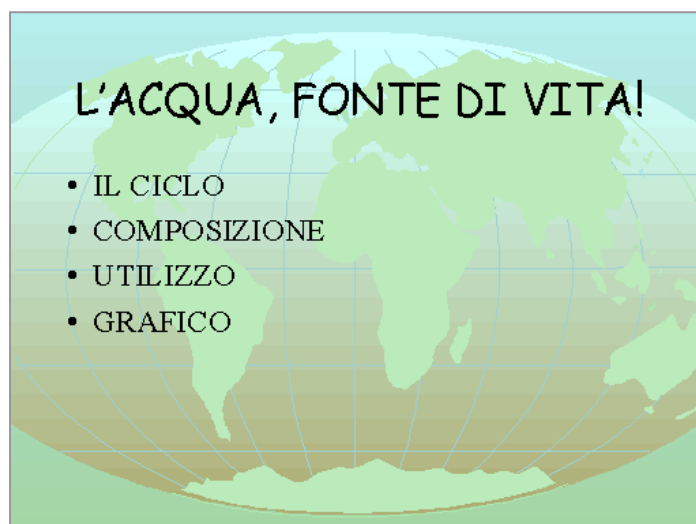 L'ACQUA, FONTE DI VITA!
• IL CICLO
• COMPOSIZIONE
• UTILIZZO
• GRAFICO